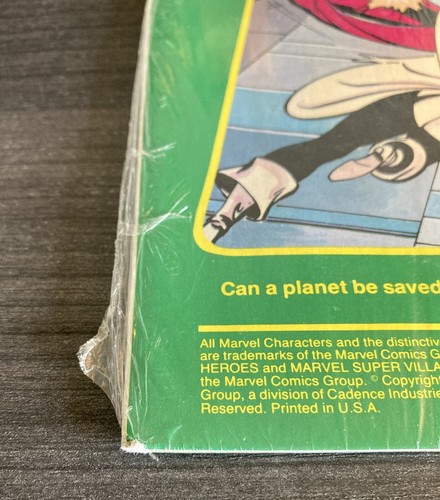 Can a planet be saved
All Marvel Characters and the distinctiv
are trademarks of the Marvel Comics G
HEROES and MARVEL SUPER VILLA
the Marvel Comics Group. © Copyright
Group, a division of Cadence Industrie
Reserved. Printed in U.S.A.